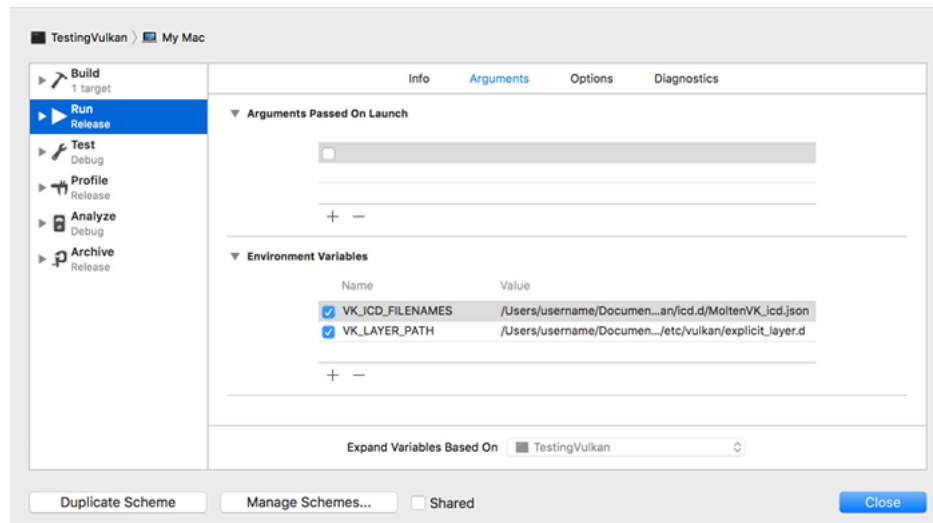 TestingVulkan 〉 My Mac
Build
1 target
Run
Release
Test
Debug
Profile
Release
Analyze
Debug
Archive
Release
Info Arguments Options Diagnostics
Arguments Passed On Launch
+ −
Environment Variables
Name Value
VK_ICD_FILENAMES /Users/username/Documen...an/icd.d/MoltenVK_icd.json
VK_LAYER_PATH /Users/username/Documen.../etc/vulkan/explicit_layer.d
+ −
Expand Variables Based On TestingVulkan
Duplicate Scheme Manage Schemes... Shared Close